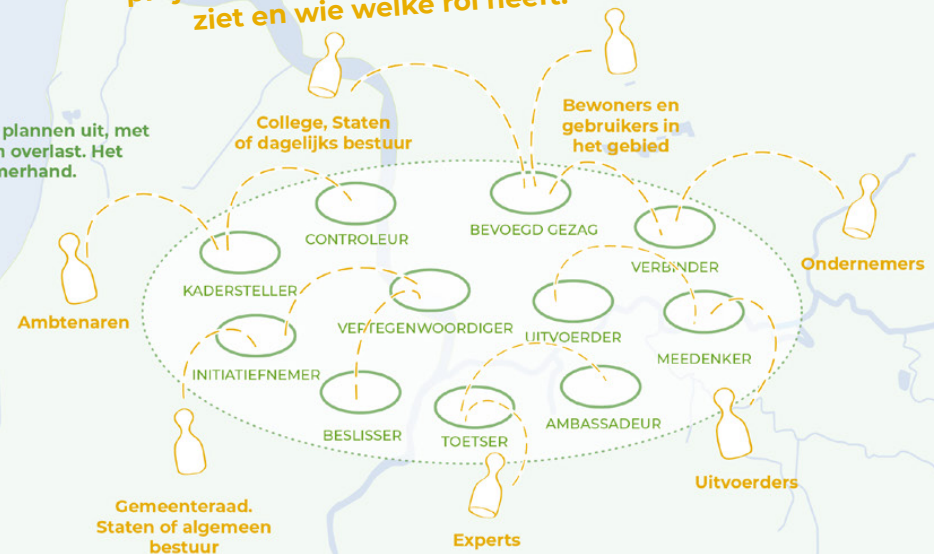 ziet en wie welke rol heeft.
plannen uit, met
overlast. Het
College, Staten
of dagelijks bestuur
Bewoners en
gebruikers in
het gebied
CONTROLEUR
BEVOEGD GEZAG
VERBINDER
Ondernemers
KADERSTELLER
Ambtenaren
VERTEGENWOORDIGER
UITVOERDER
MEEDENKER
INITIATIEFNEMER
BESLISSER
TOETSER
AMBASSADEUR
Uitvoerders
Gemeenteraad.
Staten of algemeen
bestuur
Experts